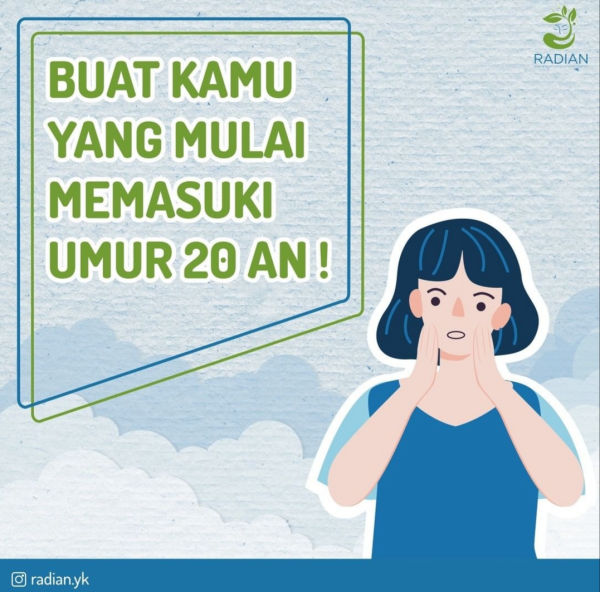 RADIAN
BUAT KAMU
YANG MULAI
MEMASUKI
UMUR 20 AN !
radian.yk